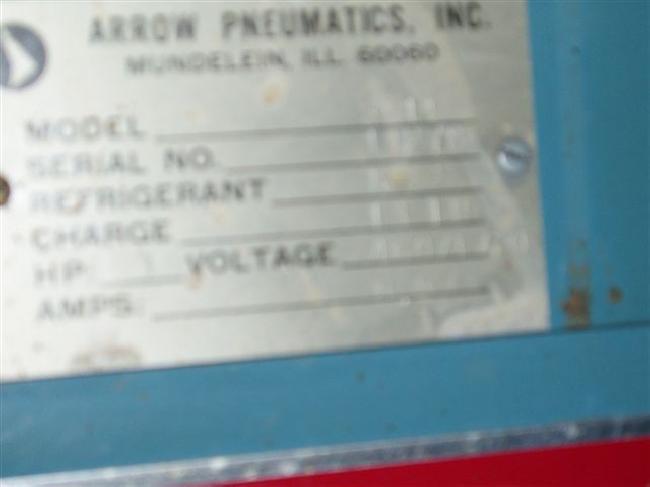 ARROW PNEUMATICS, INC.
MUNDELEIN, ILL. 60060
MODEL
SERIAL NO.
REFRIGERANT
CHARGE
HP: VOLTAGE
AMPS: